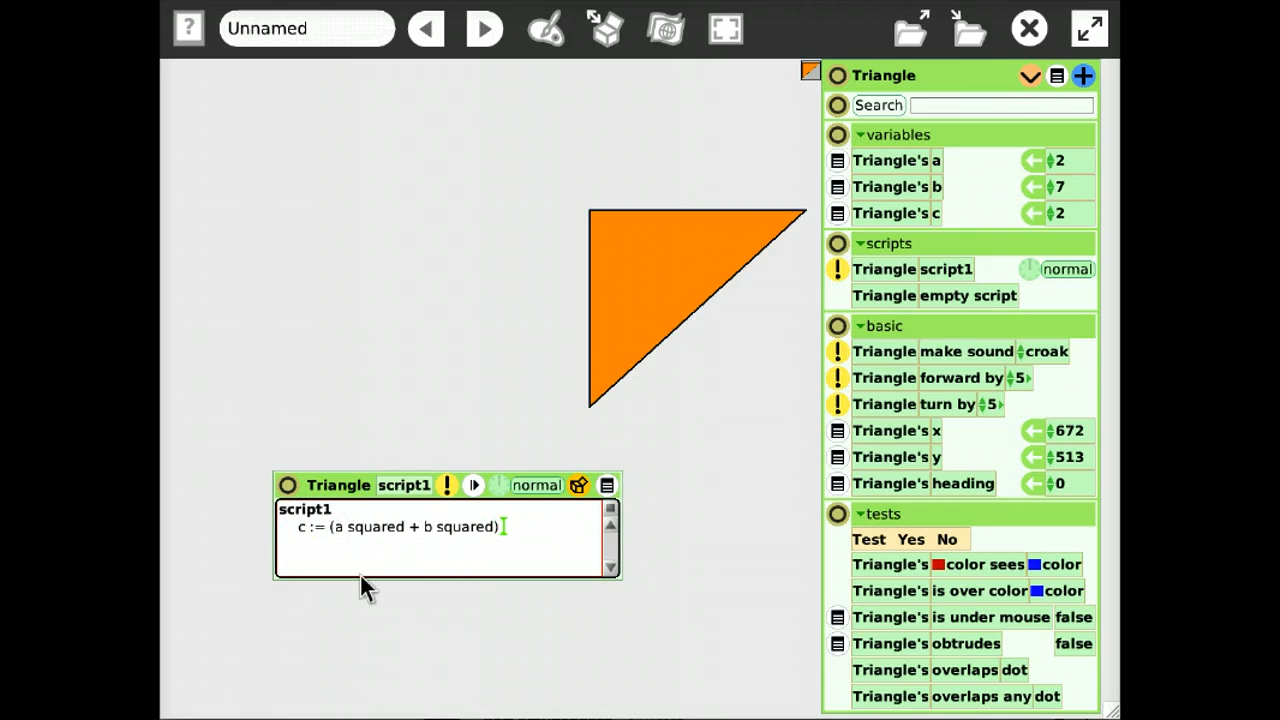 ?
Unnamed
Triangle
Search
variables
Triangle's a 2
Triangle's b 7
Triangle's c 2
scripts
! Triangle script1 normal
Triangle empty script
basic
! Triangle make sound croak
! Triangle forward by 5
! Triangle turn by 5
Triangle's x 672
Triangle's y 513
Triangle's heading 0
tests
Test Yes No
Triangle's color sees color
Triangle's is over color color
Triangle's is under mouse false
Triangle's obtrudes false
Triangle's overlaps dot
Triangle's overlaps any dot
Triangle script1 ! normal
script1
c := (a squared + b squared)